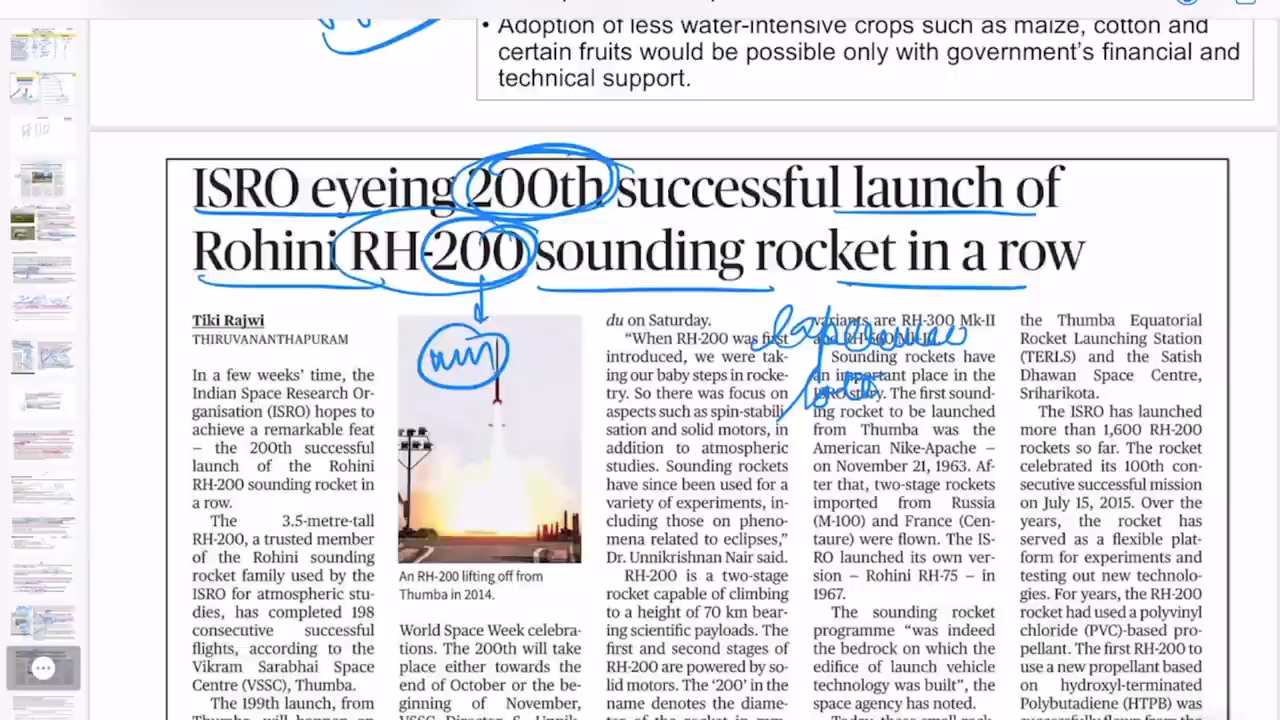 • Adoption of less water-intensive crops such as maize, cotton and
certain fruits would be possible only with government's financial and
technical support.
ISRO eyeing 200th successful launch of
Rohini RH-200 sounding rocket in a row
Tiki Rajwi
THIRUVANANTHAPURAM
In a few weeks' time, the
Indian Space Research Or-
ganisation (ISRO) hopes to
achieve a remarkable feat
– the 200th successful
launch of the Rohini
RH-200 sounding rocket in
a row.
The 3.5-metre-tall
RH-200, a trusted member
of the Rohini sounding
rocket family used by the
ISRO for atmospheric stu-
dies, has completed 198
consecutive successful
flights, according to the
Vikram Sarabhai Space
Centre (VSSC), Thumba.
The 199th launch, from
mm
An RH-200 lifting off from
Thumba in 2014.
World Space Week celebra-
tions. The 200th will take
place either towards the
end of October or the be-
ginning of November,
du on Saturday.
"When RH-200 was first
introduced, we were tak-
ing our baby steps in rocke-
try. So there was focus on
aspects such as spin-stabili-
sation and solid motors, in
addition to atmospheric
studies. Sounding rockets
have since been used for a
variety of experiments, in-
cluding those on pheno-
mena related to eclipses,"
Dr. Unnikrishnan Nair said.
RH-200 is a two-stage
rocket capable of climbing
to a height of 70 km bear-
ing scientific payloads. The
first and second stages of
RH-200 are powered by so-
lid motors. The '200' in the
name denotes the diame-
variants are RH-300 Mk-II
and RH-560 Mk-III.
Sounding rockets have
an important place in the
ISRO story. The first sound-
ing rocket to be launched
from Thumba was the
American Nike-Apache –
on November 21, 1963. Af-
ter that, two-stage rockets
imported from Russia
(M-100) and France (Cen-
taure) were flown. The IS-
RO launched its own ver-
sion – Rohini RH-75 – in
1967.
The sounding rocket
programme "was indeed
the bedrock on which the
edifice of launch vehicle
technology was built", the
space agency has noted.
the Thumba Equatorial
Rocket Launching Station
(TERLS) and the Satish
Dhawan Space Centre,
Sriharikota.
The ISRO has launched
more than 1,600 RH-200
rockets so far. The rocket
celebrated its 100th con-
secutive successful mission
on July 15, 2015. Over the
years, the rocket has
served as a flexible plat-
form for experiments and
testing out new technolo-
gies. For years, the RH-200
rocket had used a polyvinyl
chloride (PVC)-based pro-
pellant. The first RH-200 to
use a new propellant based
on hydroxyl-terminated
Polybutadiene (HTPB) was